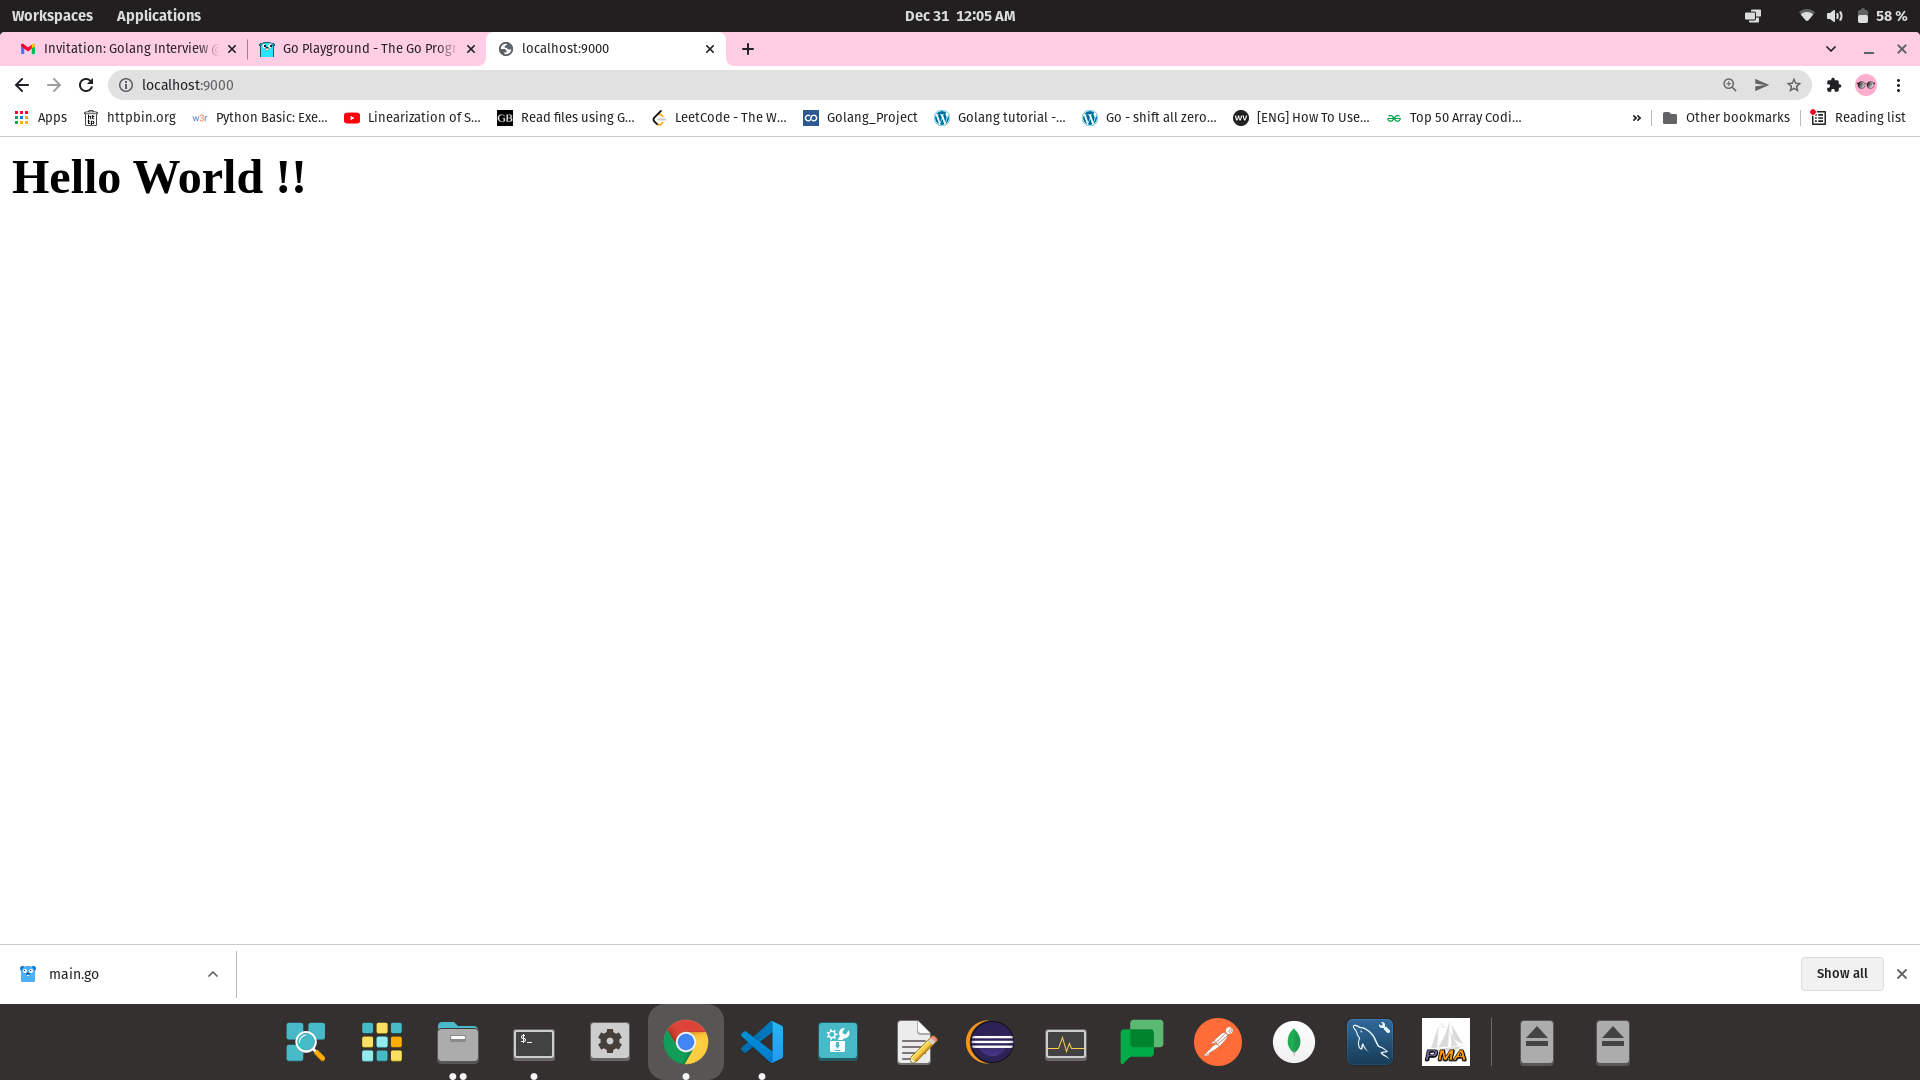 Workspaces Applications Dec 31 12:05 AM 58 %
Invitation: Golang Interview @ Go Playground - The Go Progr localhost:9000
localhost:9000
Apps httpbin.org w3r Python Basic: Exe... Linearization of S... GB Read files using G... LeetCode - The W... Golang_Project Golang tutorial -... Go - shift all zero... WV [ENG] How To Use... Top 50 Array Codi... » Other bookmarks Reading list
Hello World !!
main.go Show all
$_ PMA